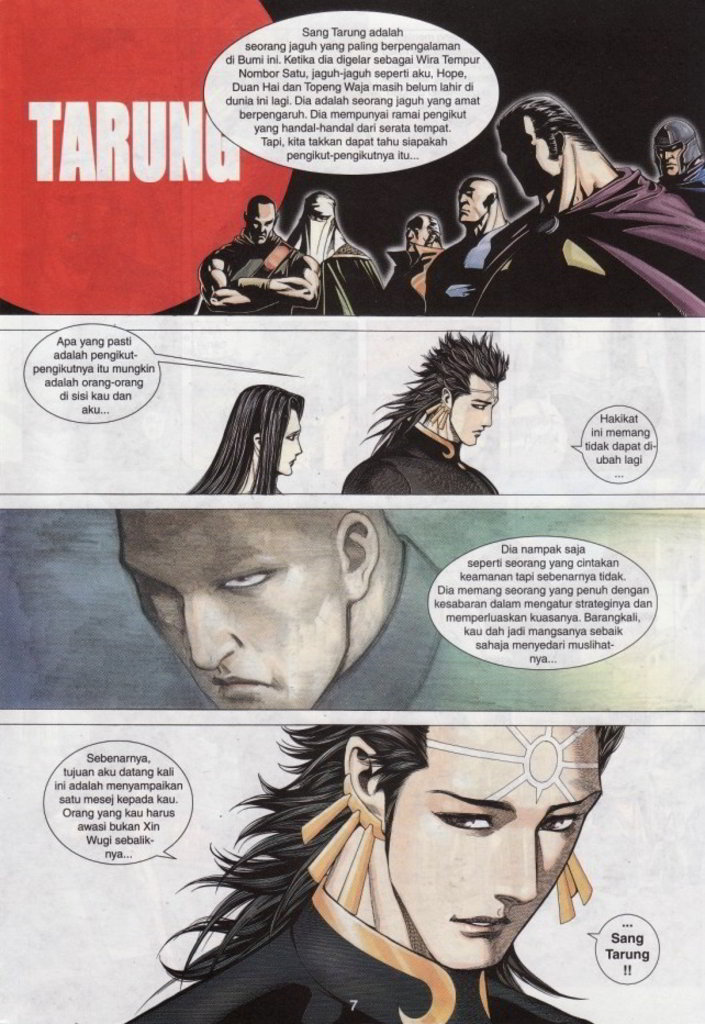 TARUNG
Sang Tarung adalah
seorang jaguh yang paling berpengalaman
di Bumi ini. Ketika dia digelar sebagai Wira Tempur
Nombor Satu, jaguh-jaguh seperti aku, Hope,
Duan Hai dan Topeng Waja masih belum lahir di
dunia ini lagi. Dia adalah seorang jaguh yang amat
berpengaruh. Dia mempunyai ramai pengikut
yang handal-handal dari serata tempat.
Tapi, kita takkan dapat tahu siapakah
pengikut-pengikutnya itu...
Apa yang pasti
adalah pengikut-
pengikutnya itu mungkin
adalah orang-orang
di sisi kau dan
aku...
Hakikat
ini memang
tidak dapat di-
ubah lagi
...
Dia nampak saja
seperti seorang yang cintakan
keamanan tapi sebenarnya tidak.
Dia memang seorang yang penuh dengan
kesabaran dalam mengatur strateginya dan
memperluaskan kuasanya. Barangkali,
kau dah jadi mangsanya sebaik
sahaja menyedari muslihat-
nya...
Sebenarnya,
tujuan aku datang kali
ini adalah menyampaikan
satu mesej kepada kau.
Orang yang kau harus
awasi bukan Xin
Wugi sebalik-
nya...
...
Sang
Tarung
!!
7